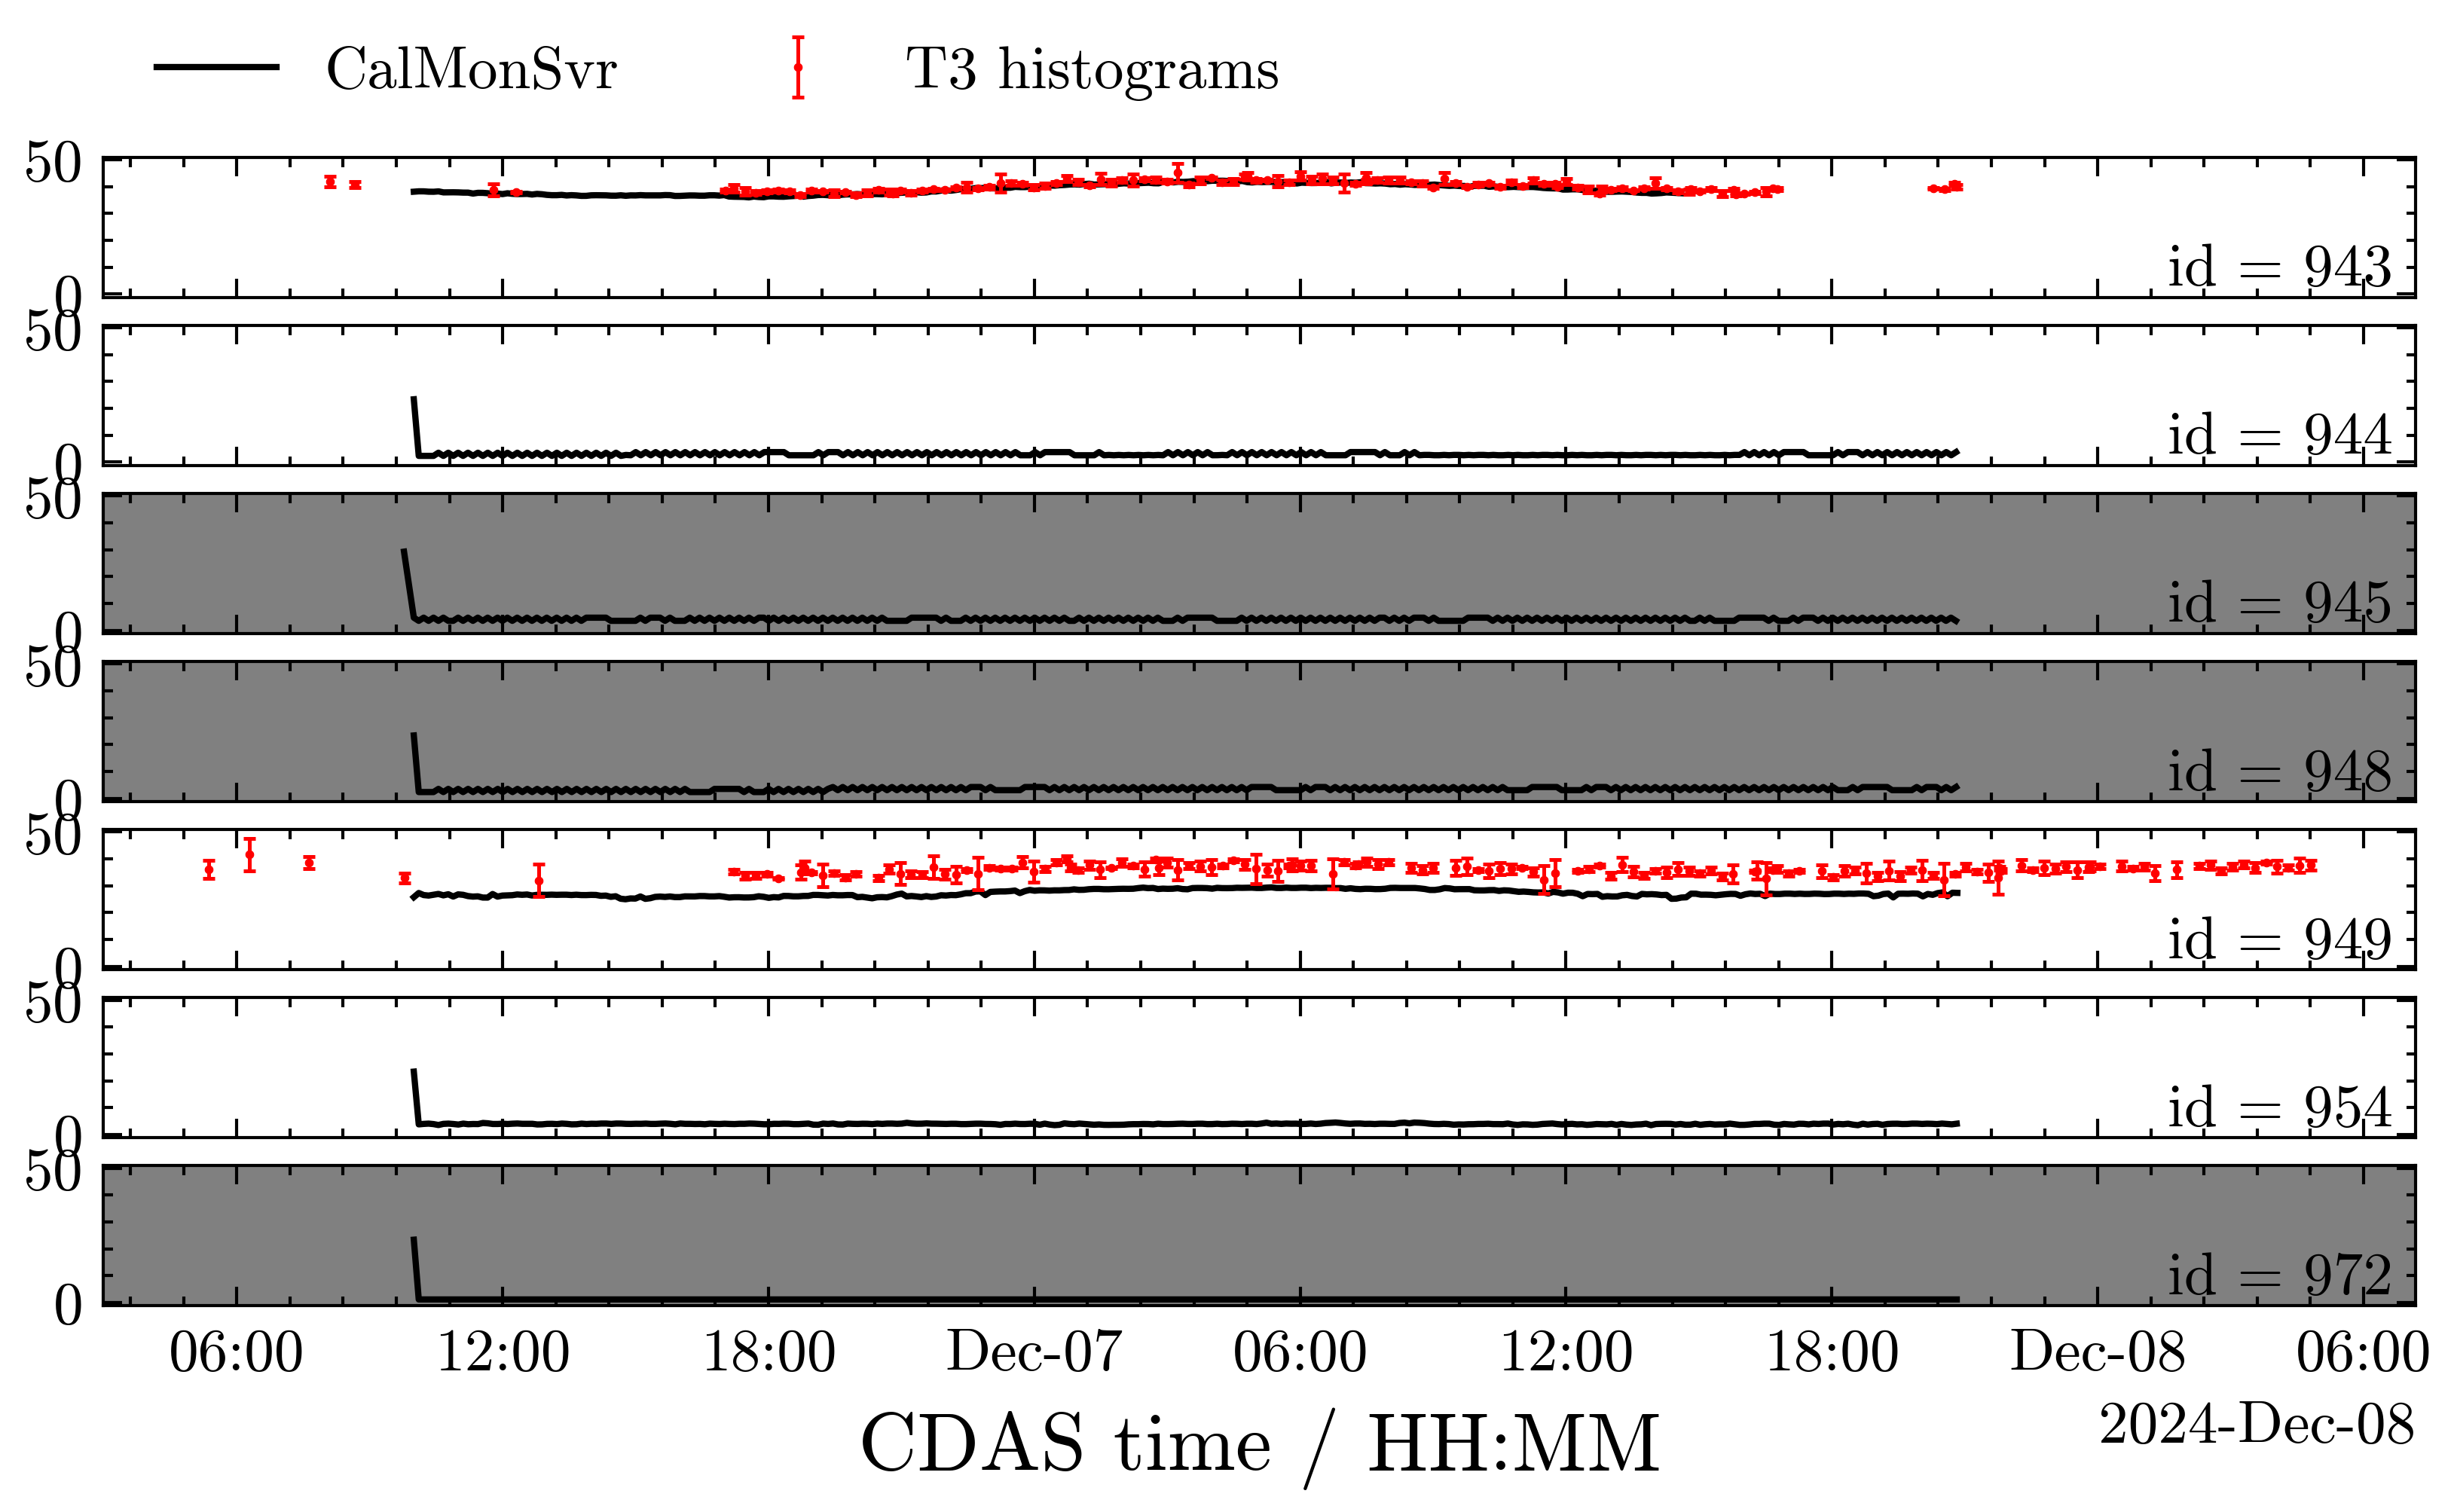 CalMonSvr T3 histograms
50
0
id = 943
50
0
id = 944
50
0
id = 945
50
0
id = 948
50
0
id = 949
50
0
id = 954
50
0
id = 972
06:00 12:00 18:00 Dec-07 06:00 12:00 18:00 Dec-08 06:00
2024-Dec-08
CDAS time / HH:MM